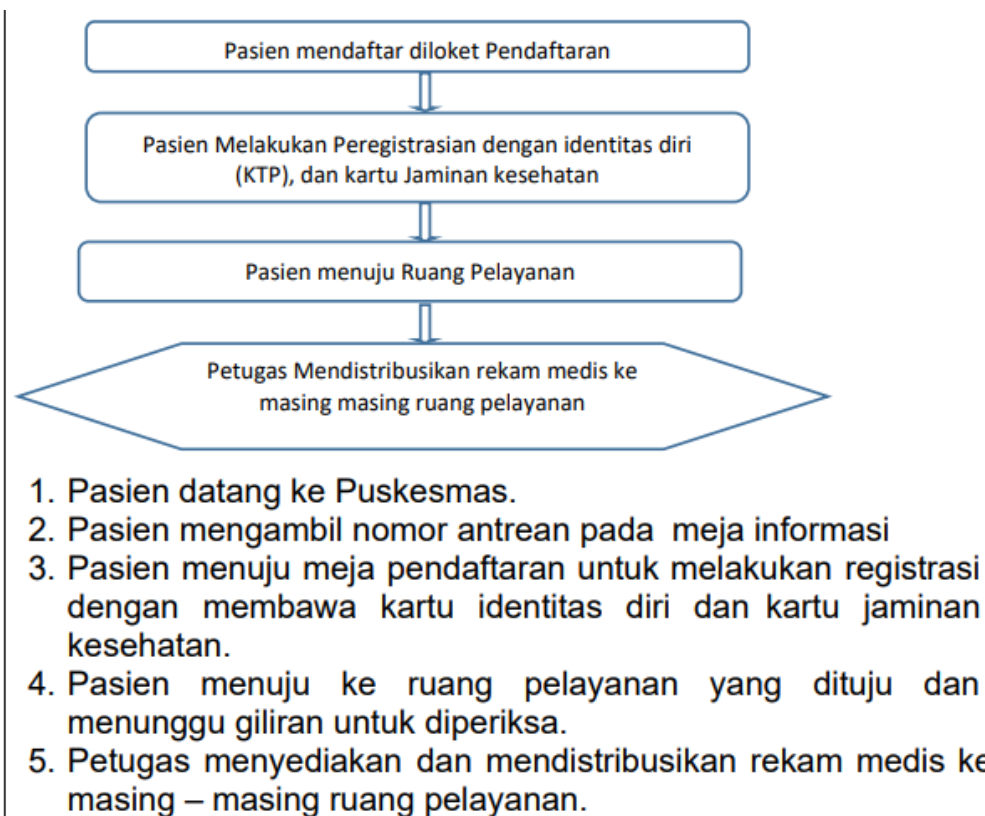 Pasien mendaftar diloket Pendaftaran
Pasien Melakukan Peregistrasian dengan identitas diri
(KTP), dan kartu Jaminan kesehatan
Pasien menuju Ruang Pelayanan
Petugas Mendistribusikan rekam medis ke
masing masing ruang pelayanan
1. Pasien datang ke Puskesmas.
2. Pasien mengambil nomor antrean pada meja informasi
3. Pasien menuju meja pendaftaran untuk melakukan registrasi
dengan membawa kartu identitas diri dan kartu jaminan
kesehatan.
4. Pasien menuju ke ruang pelayanan yang dituju dan
menunggu giliran untuk diperiksa.
5. Petugas menyediakan dan mendistribusikan rekam medis ke
masing – masing ruang pelayanan.